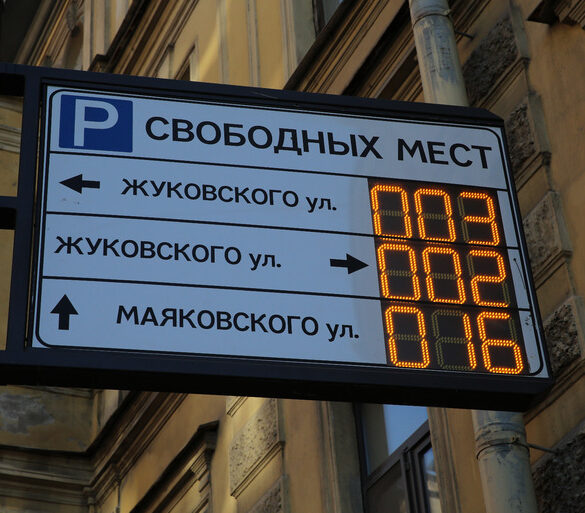 P СВОБОДНЫХ МЕСТ
← ЖУКОВСКОГО ул. 003
ЖУКОВСКОГО ул. → 002
↑ МАЯКОВСКОГО ул. 016